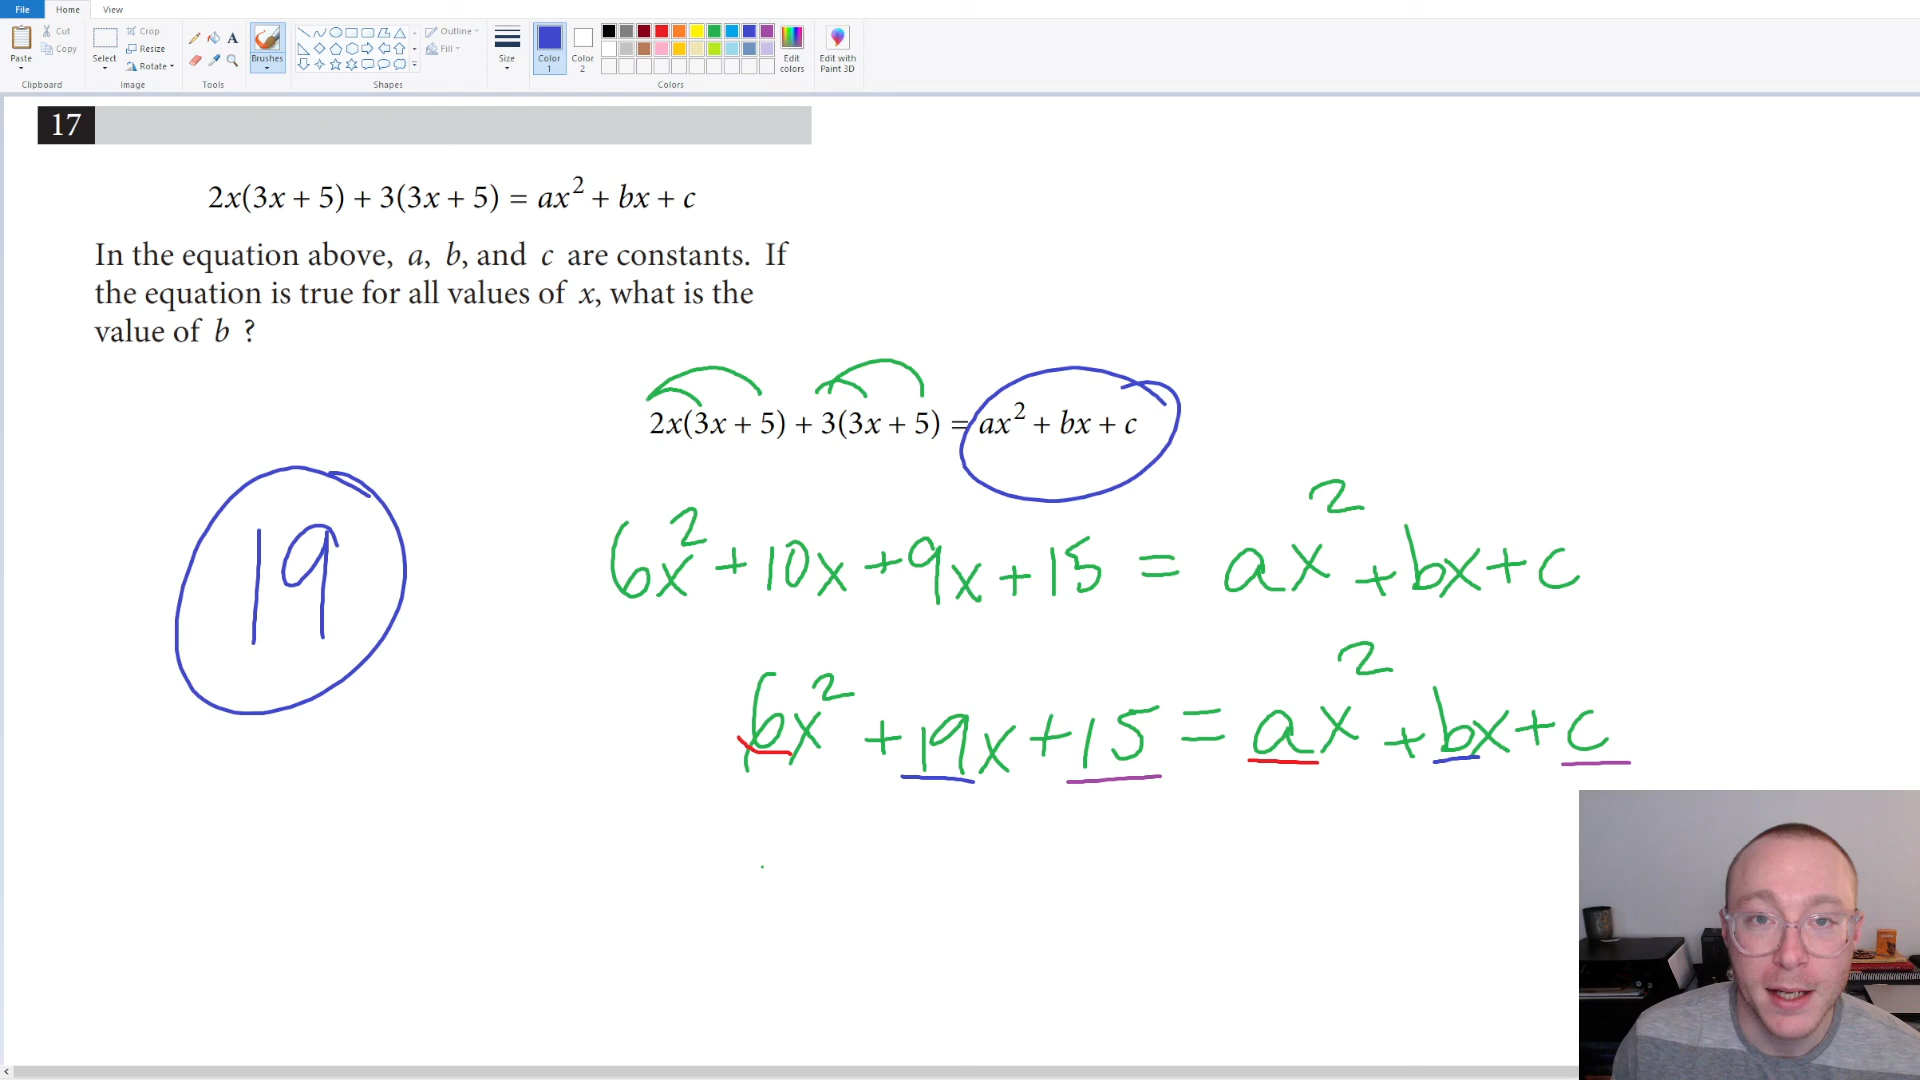 File Home View
Paste Cut Copy Clipboard
Select Crop Resize Rotate Image
Tools
Brushes
Outline Fill Shapes
Size
Color 1 Color 2
Edit colors Colors
Edit with Paint 3D
17
2x(3x + 5) + 3(3x + 5) = ax² + bx + c
In the equation above, a, b, and c are constants. If
the equation is true for all values of x, what is the
value of b ?
2x(3x + 5) + 3(3x + 5) = ax² + bx + c
6x² + 10x + 9x + 15 = ax² + bx + c
19
6x² + 19x + 15 = ax² + bx + c